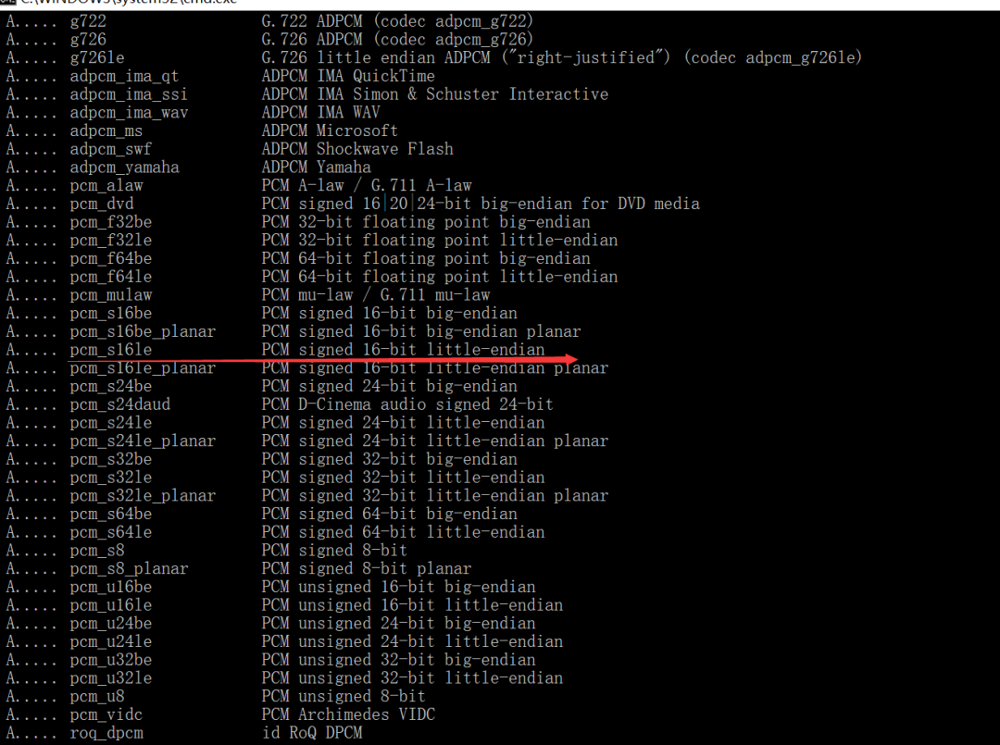 C:\WINDOWS\system32\cmd.exe
A..... g722 G.722 ADPCM (codec adpcm_g722)
A..... g726 G.726 ADPCM (codec adpcm_g726)
A..... g726le G.726 little endian ADPCM ("right-justified") (codec adpcm_g726le)
A..... adpcm_ima_qt ADPCM IMA QuickTime
A..... adpcm_ima_ssi ADPCM IMA Simon & Schuster Interactive
A..... adpcm_ima_wav ADPCM IMA WAV
A..... adpcm_ms ADPCM Microsoft
A..... adpcm_swf ADPCM Shockwave Flash
A..... adpcm_yamaha ADPCM Yamaha
A..... pcm_alaw PCM A-law / G.711 A-law
A..... pcm_dvd PCM signed 16|20|24-bit big-endian for DVD media
A..... pcm_f32be PCM 32-bit floating point big-endian
A..... pcm_f32le PCM 32-bit floating point little-endian
A..... pcm_f64be PCM 64-bit floating point big-endian
A..... pcm_f64le PCM 64-bit floating point little-endian
A..... pcm_mulaw PCM mu-law / G.711 mu-law
A..... pcm_s16be PCM signed 16-bit big-endian
A..... pcm_s16be_planar PCM signed 16-bit big-endian planar
A..... pcm_s16le PCM signed 16-bit little-endian
A..... pcm_s16le_planar PCM signed 16-bit little-endian planar
A..... pcm_s24be PCM signed 24-bit big-endian
A..... pcm_s24daud PCM D-Cinema audio signed 24-bit
A..... pcm_s24le PCM signed 24-bit little-endian
A..... pcm_s24le_planar PCM signed 24-bit little-endian planar
A..... pcm_s32be PCM signed 32-bit big-endian
A..... pcm_s32le PCM signed 32-bit little-endian
A..... pcm_s32le_planar PCM signed 32-bit little-endian planar
A..... pcm_s64be PCM signed 64-bit big-endian
A..... pcm_s64le PCM signed 64-bit little-endian
A..... pcm_s8 PCM signed 8-bit
A..... pcm_s8_planar PCM signed 8-bit planar
A..... pcm_u16be PCM unsigned 16-bit big-endian
A..... pcm_u16le PCM unsigned 16-bit little-endian
A..... pcm_u24be PCM unsigned 24-bit big-endian
A..... pcm_u24le PCM unsigned 24-bit little-endian
A..... pcm_u32be PCM unsigned 32-bit big-endian
A..... pcm_u32le PCM unsigned 32-bit little-endian
A..... pcm_u8 PCM unsigned 8-bit
A..... pcm_vidc PCM Archimedes VIDC
A..... roq_dpcm id RoQ DPCM